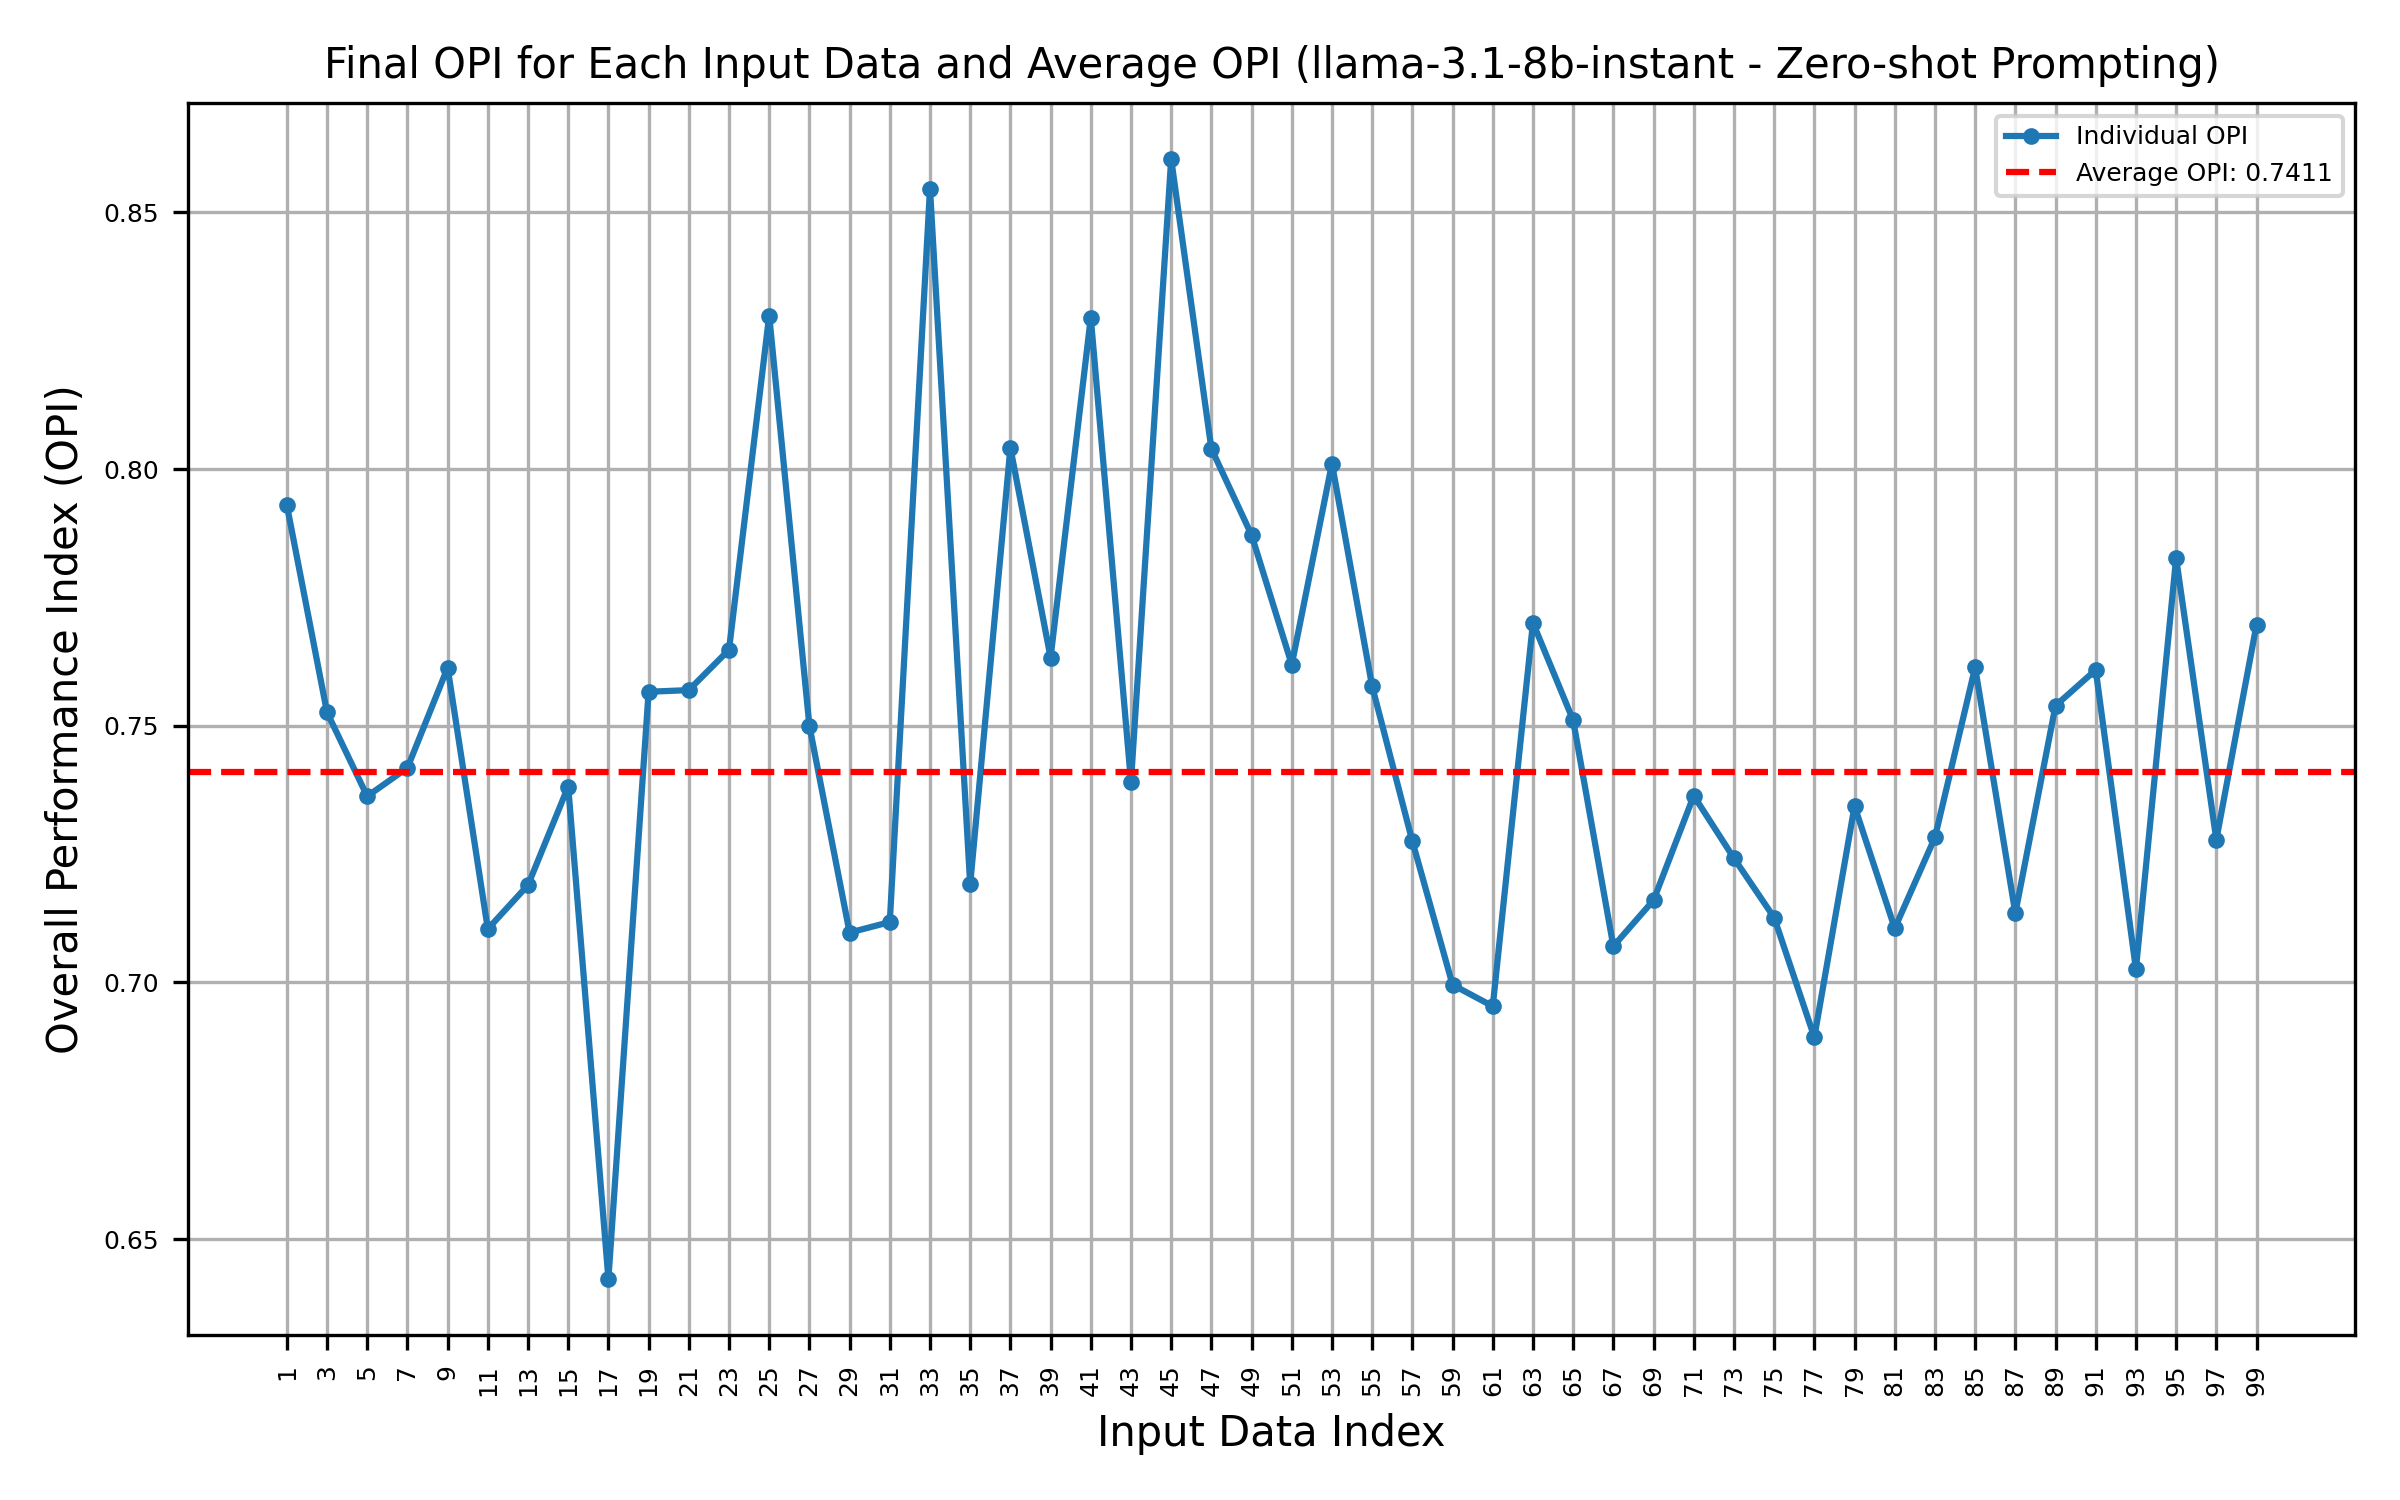 Final OPI for Each Input Data and Average OPI (llama-3.1-8b-instant - Zero-shot Prompting)
Individual OPI
Average OPI: 0.7411
Overall Performance Index (OPI)
0.85
0.80
0.75
0.70
0.65
1 3 5 7 9 11 13 15 17 19 21 23 25 27 29 31 33 35 37 39 41 43 45 47 49 51 53 55 57 59 61 63 65 67 69 71 73 75 77 79 81 83 85 87 89 91 93 95 97 99
Input Data Index